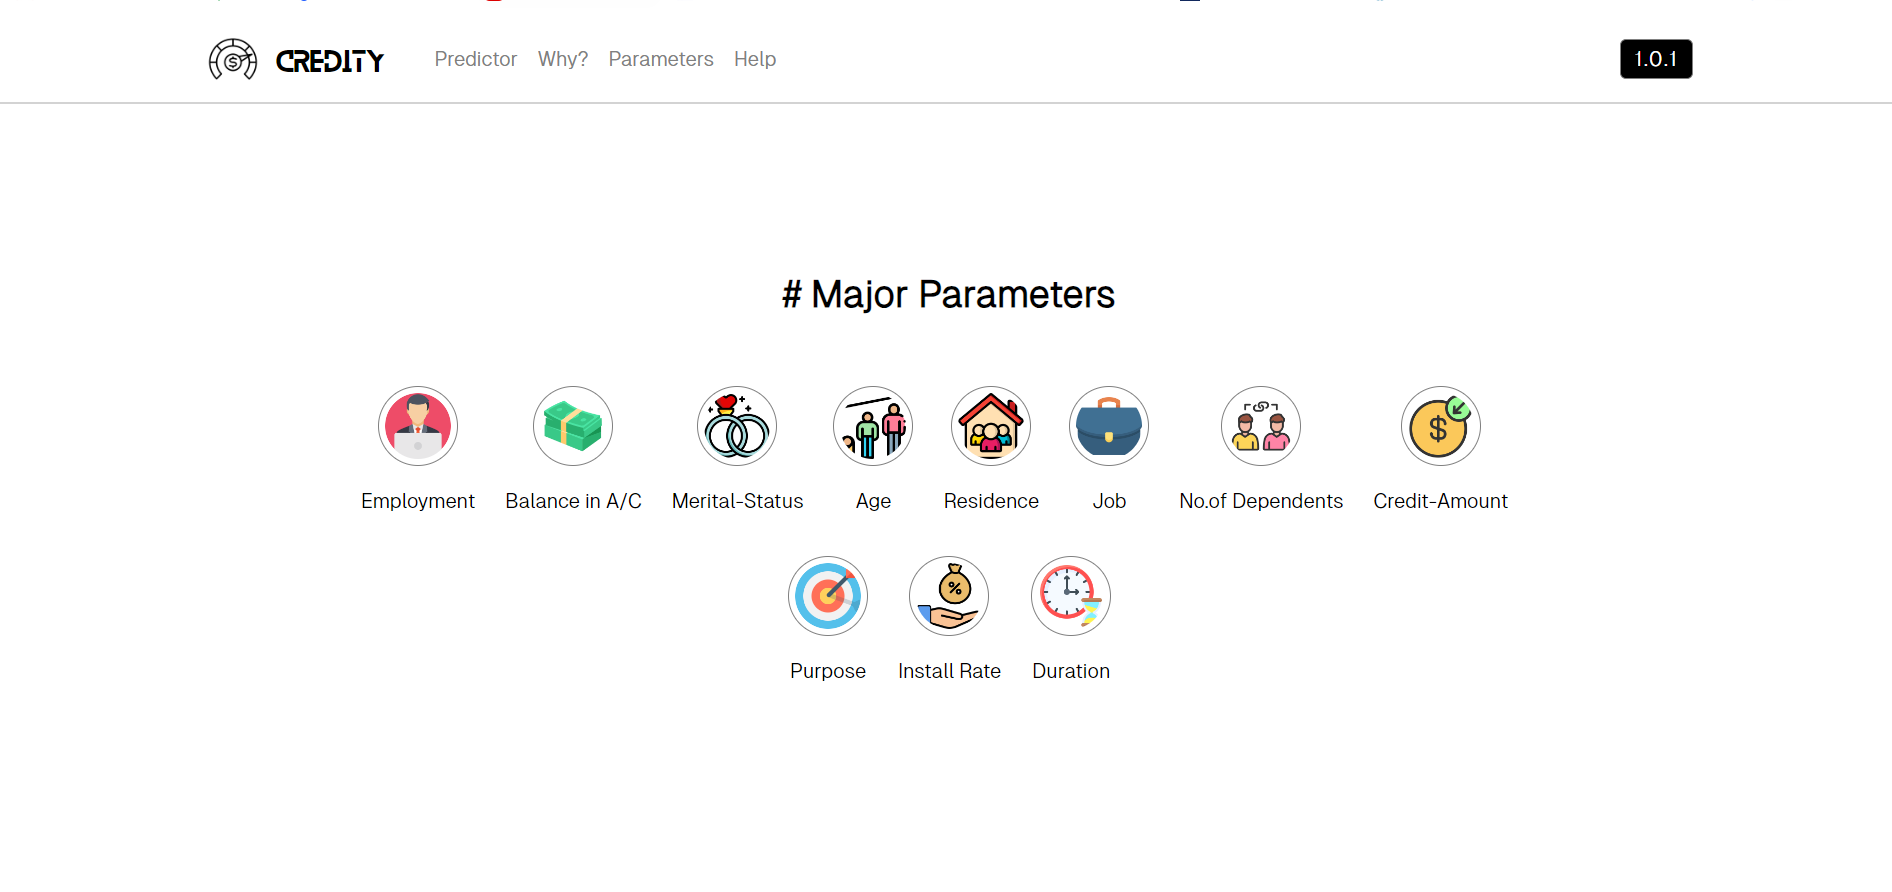 CREDITY Predictor Why? Parameters Help 1.0.1
# Major Parameters
Employment Balance in A/C Merital-Status Age Residence Job No.of Dependents Credit-Amount
Purpose Install Rate Duration